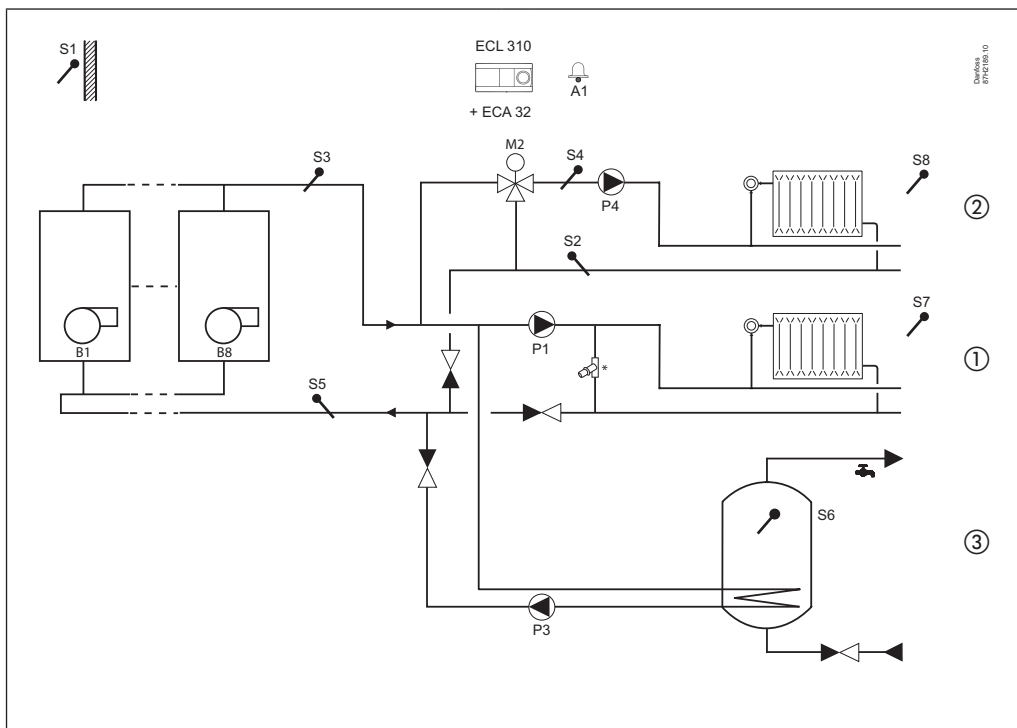 S1
ECL 310
A1
+ ECA 32
Danfoss
87H2189.10
M2
S3
S4
S8
P4
②
S2
S7
B1
B8
P1
*
①
S5
S6
③
P3